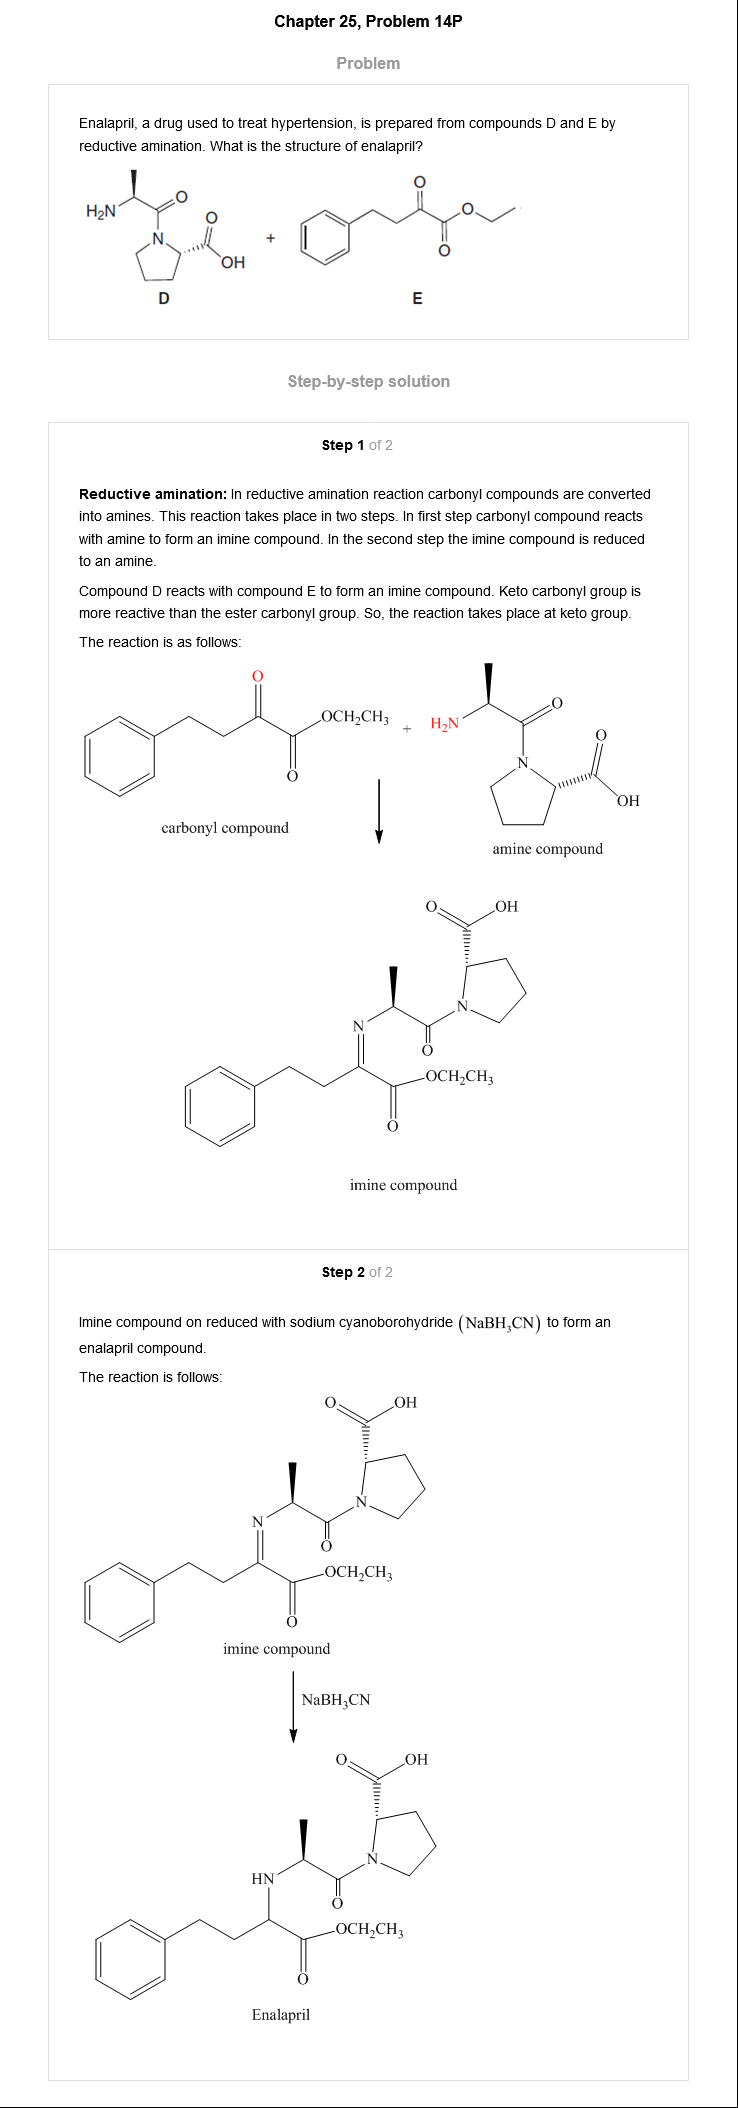 Chapter 25, Problem 14P
Problem
Enalapril, a drug used to treat hypertension, is prepared from compounds D and E by
reductive amination. What is the structure of enalapril?
H₂N
O
N
O
OH
D
+
O
O
O
E
Step-by-step solution
Step 1 of 2
Reductive amination: In reductive amination reaction carbonyl compounds are converted
into amines. This reaction takes place in two steps. In first step carbonyl compound reacts
with amine to form an imine compound. In the second step the imine compound is reduced
to an amine.
Compound D reacts with compound E to form an imine compound. Keto carbonyl group is
more reactive than the ester carbonyl group. So, the reaction takes place at keto group.
The reaction is as follows:
O
OCH₂CH₃
O
carbonyl compound
+
H₂N
O
N
O
OH
amine compound
O
OH
N
N
O
OCH₂CH₃
O
imine compound
Step 2 of 2
Imine compound on reduced with sodium cyanoborohydride (NaBH₃CN) to form an
enalapril compound.
The reaction is follows:
O
OH
N
N
O
OCH₂CH₃
O
imine compound
NaBH₃CN
O
OH
N
HN
O
OCH₂CH₃
O
Enalapril